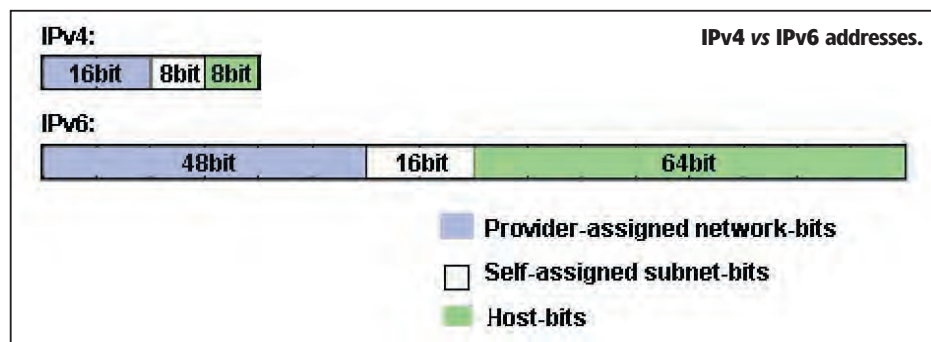 IPv4:
IPv4 vs IPv6 addresses.
16bit 8bit 8bit
IPv6:
48bit 16bit 64bit
Provider-assigned network-bits
Self-assigned subnet-bits
Host-bits